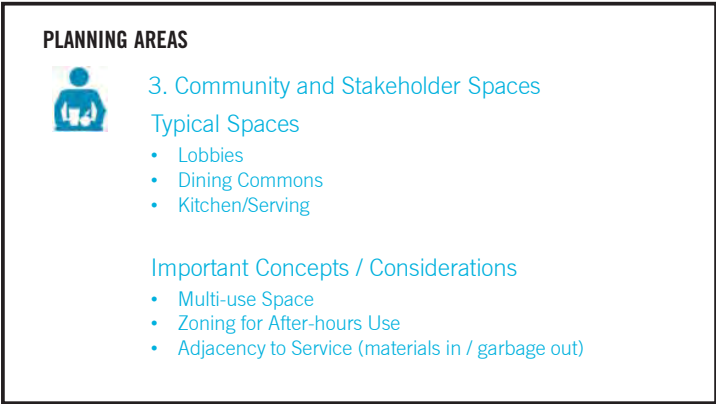 PLANNING AREAS
3. Community and Stakeholder Spaces
Typical Spaces
• Lobbies
• Dining Commons
• Kitchen/Serving
Important Concepts / Considerations
• Multi-use Space
• Zoning for After-hours Use
• Adjacency to Service (materials in / garbage out)